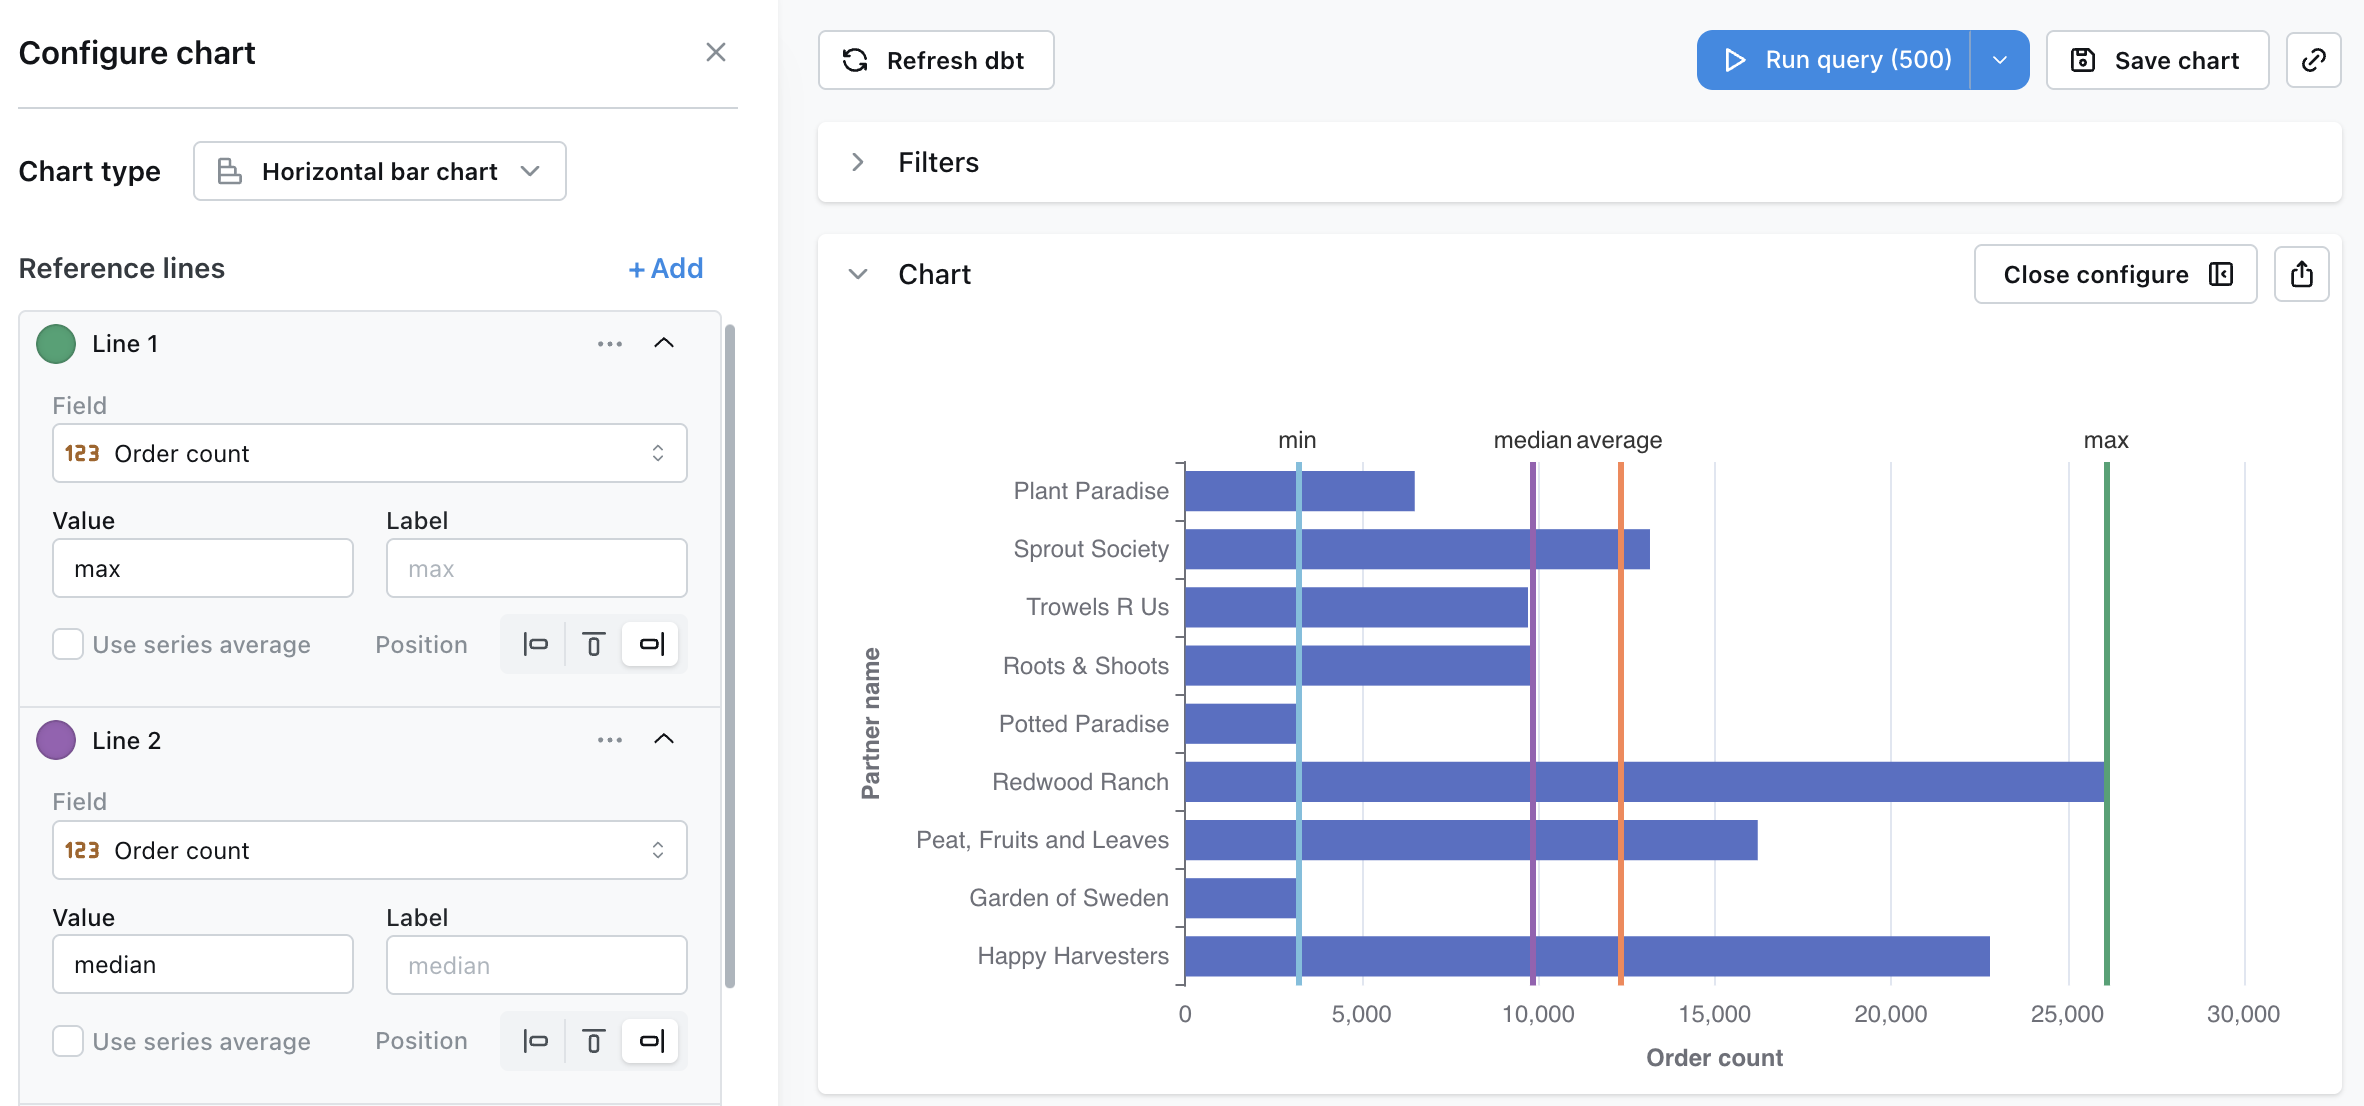 Configure chart
Chart type
Horizontal bar chart
Reference lines
+ Add
Line 1
Field
123 Order count
Value
Label
max
max
Use series average
Position
Line 2
Field
123 Order count
Value
Label
median
median
Use series average
Position
Refresh dbt
Run query (500)
Save chart
Filters
Chart
Close configure
min
median
average
max
Partner name
Plant Paradise
Sprout Society
Trowels R Us
Roots & Shoots
Potted Paradise
Redwood Ranch
Peat, Fruits and Leaves
Garden of Sweden
Happy Harvesters
0
5,000
10,000
15,000
20,000
25,000
30,000
Order count